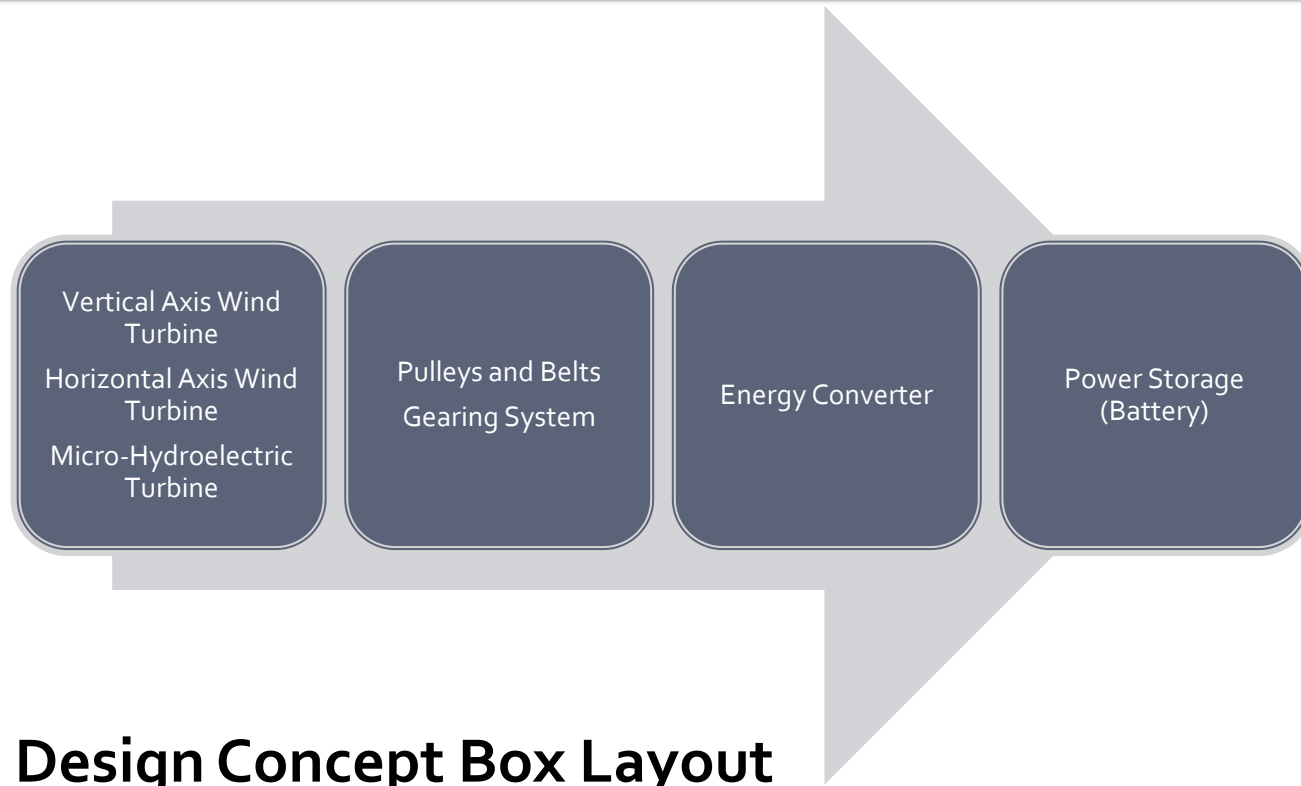 Vertical Axis Wind
Turbine
Horizontal Axis Wind
Turbine
Micro-Hydroelectric
Turbine
Pulleys and Belts
Gearing System
Energy Converter
Power Storage
(Battery)
Design Concept Box Layout